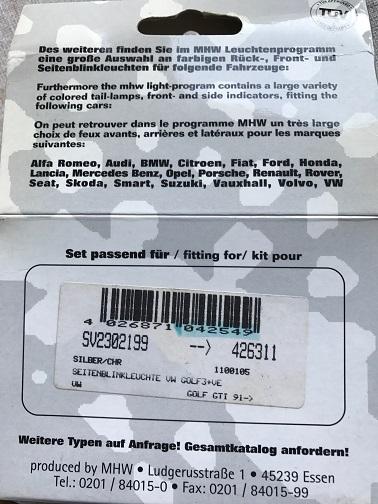 TÜV
Des weiteren finden Sie im MHW Leuchtenprogramm
eine große Auswahl an farbigen Rück-, Front- und
Seitenblinkleuchten für folgende Fahrzeuge:
Furthermore the mhw light-program contains a large variety
of colored tail-lamps, front- and side indicators, fitting the
following cars:
On peut retrouver dans le programme MHW un très large
choix de feux avants, arrières et latéraux pour les marques
suivantes:
Alfa Romeo, Audi, BMW, Citroen, Fiat, Ford, Honda,
Lancia, Mercedes Benz, Opel, Porsche, Renault, Rover,
Seat, Skoda, Smart, Suzuki, Vauxhall, Volvo, VW
Set passend für / fitting for/ kit pour
4 026871 042549
SV2302199 --> 426311
SILBER/CHR 1100105
SEITENBLINKLEUCHTE VW GOLF3+VE
VW GOLF GTI 91->
Weitere Typen auf Anfrage! Gesamtkatalog anfordern!
produced by MHW • Ludgerusstraße 1 • 45239 Essen
Tel.: 0201 / 84015-0 • Fax: 0201 / 84015-99